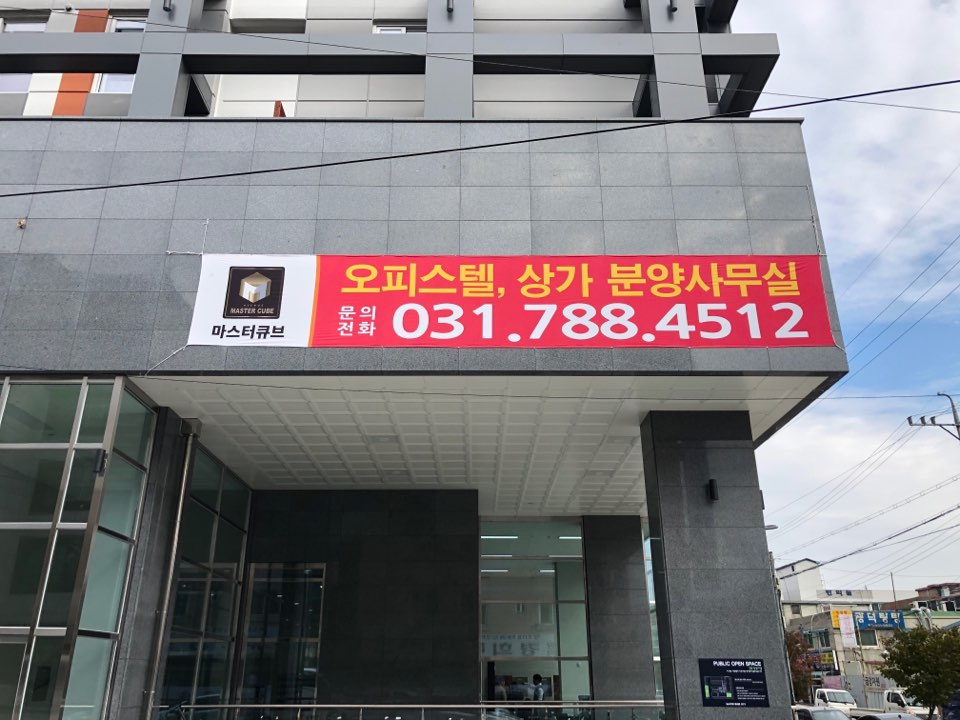 오피스텔, 상가 분양사무실
문의
전화
031.788.4512
MASTER CUBE
마스터큐브
PUBLIC OPEN SPACE